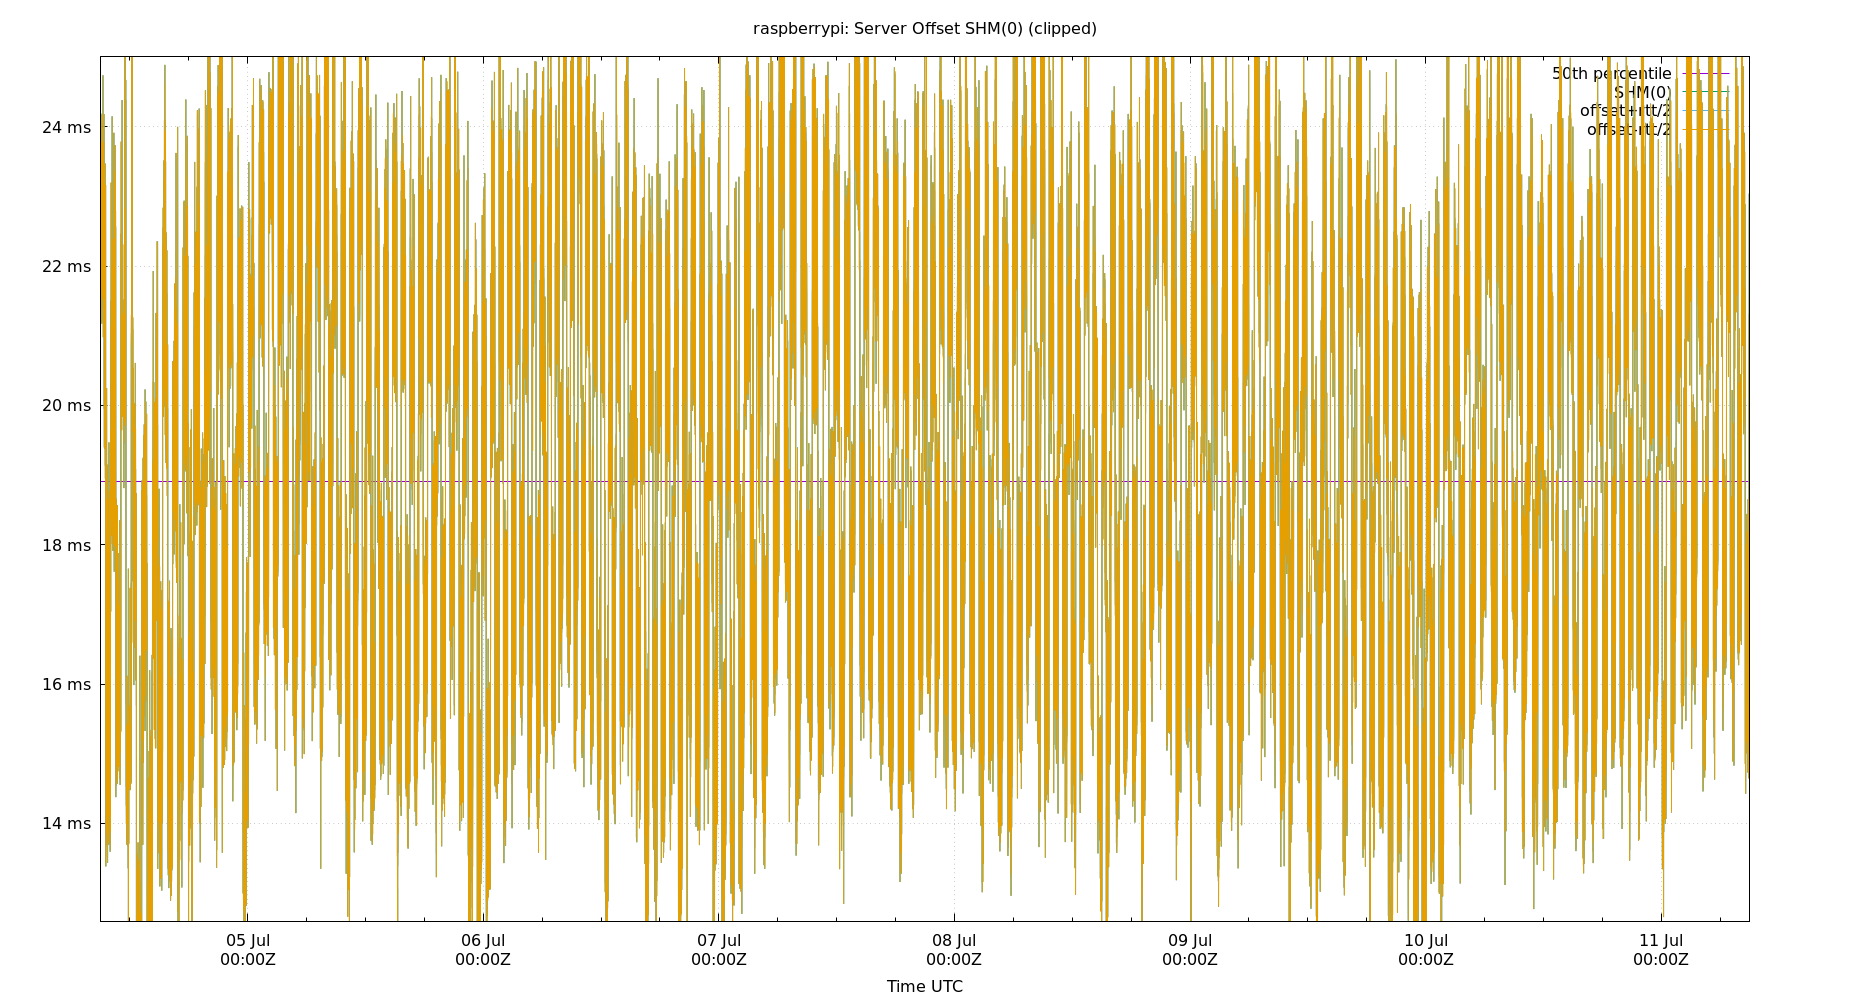 raspberrypi: Server Offset SHM(0) (clipped)
50th percentile
SHM(0)
offset+rtt/2
offset-rtt/2
24 ms
22 ms
20 ms
18 ms
16 ms
14 ms
05 Jul 06 Jul 07 Jul 08 Jul 09 Jul 10 Jul 11 Jul
00:00Z 00:00Z 00:00Z 00:00Z 00:00Z 00:00Z 00:00Z
Time UTC